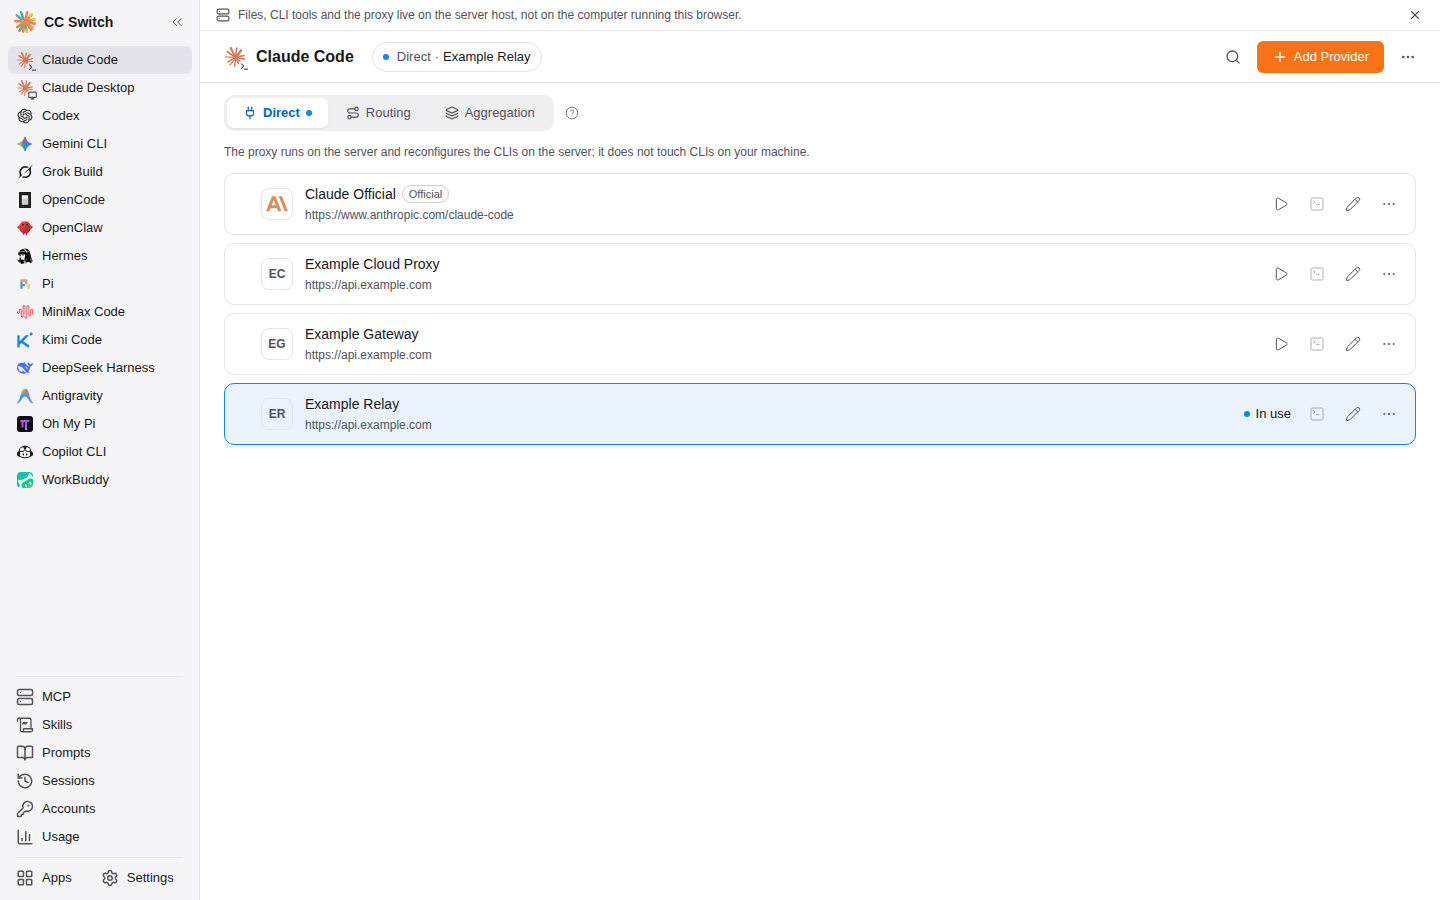 CC Switch
Claude Code
Claude Desktop
Codex
Gemini CLI
Grok Build
OpenCode
OpenClaw
Hermes
Pi
MiniMax Code
Kimi Code
DeepSeek Harness
Antigravity
Oh My Pi
Copilot CLI
WorkBuddy
MCP
Skills
Prompts
Sessions
Accounts
Usage
Apps
Settings
Files, CLI tools and the proxy live on the server host, not on the computer running this browser.
Claude Code
Direct · Example Relay
Add Provider
Direct
Routing
Aggregation
The proxy runs on the server and reconfigures the CLIs on the server; it does not touch CLIs on your machine.
Claude Official Official
https://www.anthropic.com/claude-code
EC
Example Cloud Proxy
https://api.example.com
EG
Example Gateway
https://api.example.com
ER
Example Relay
https://api.example.com
In use